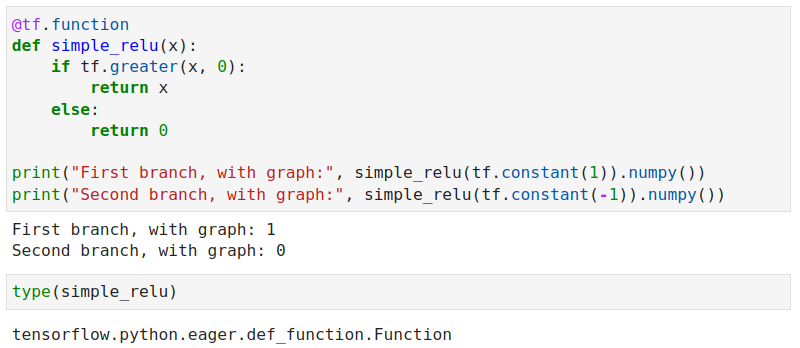 @tf.function
def simple_relu(x):
    if tf.greater(x, 0):
        return x
    else:
        return 0
print("First branch, with graph:", simple_relu(tf.constant(1)).numpy())
print("Second branch, with graph:", simple_relu(tf.constant(-1)).numpy())
First branch, with graph: 1
Second branch, with graph: 0
type(simple_relu)
tensorflow.python.eager.def_function.Function